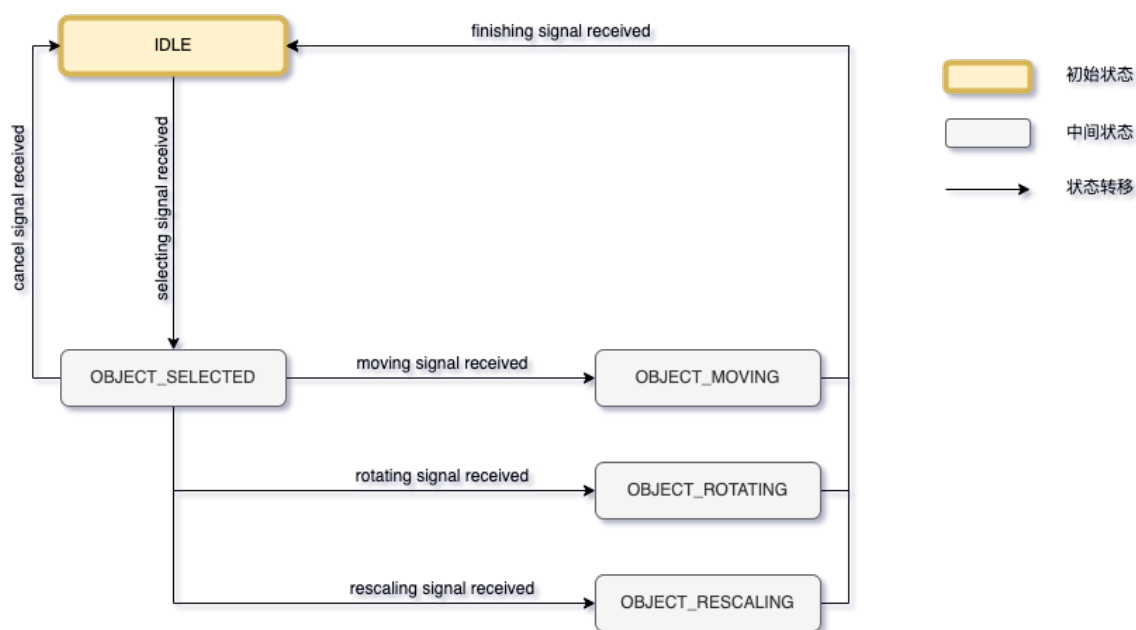 finishing signal received
IDLE
初始状态
中间状态
状态转移
cancel signal received
selecting signal received
OBJECT_SELECTED
moving signal received
OBJECT_MOVING
rotating signal received
OBJECT_ROTATING
rescaling signal received
OBJECT_RESCALING